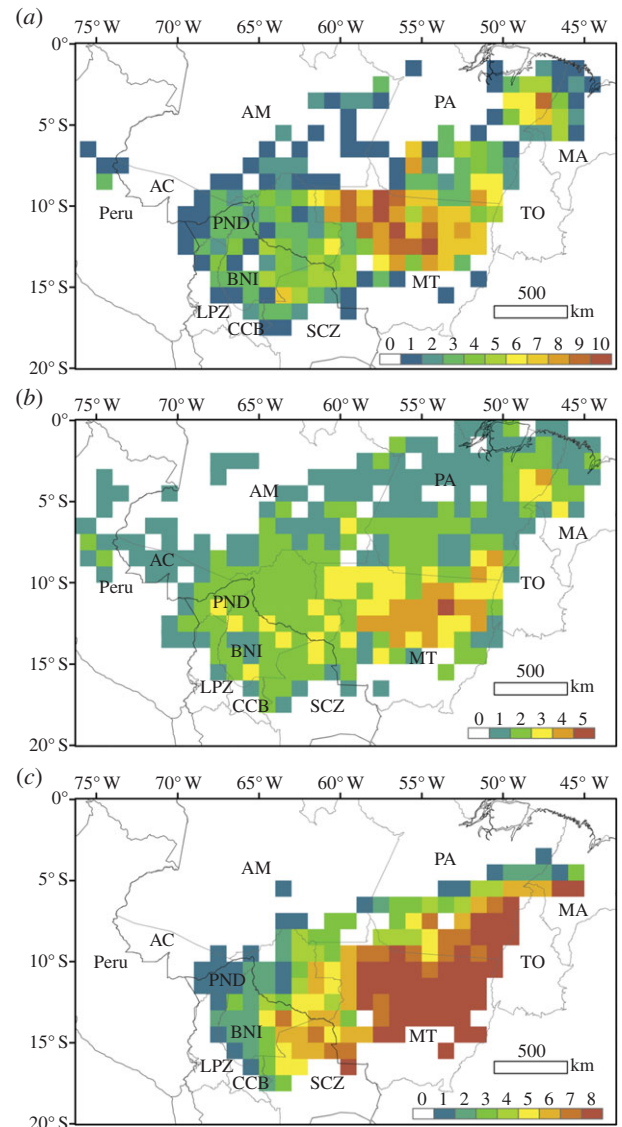 (a)
75° W 70° W 65° W 60° W 55° W 50° W 45° W
0°
5° S
10° S
15° S
20° S
AM PA
MA
AC
Peru PND TO
BNI
LPZ MT
CCB SCZ
500
km
0 1 2 3 4 5 6 7 8 9 10
(b)
75° W 70° W 65° W 60° W 55° W 50° W 45° W
0°
5° S
10° S
15° S
20° S
AM PA
MA
AC
Peru PND TO
BNI
LPZ MT
CCB SCZ
500
km
0 1 2 3 4 5
(c)
75° W 70° W 65° W 60° W 55° W 50° W 45° W
0°
5° S
10° S
15° S
20° S
AM PA
MA
AC
Peru PND TO
BNI
LPZ MT
CCB SCZ
500
km
0 1 2 3 4 5 6 7 8